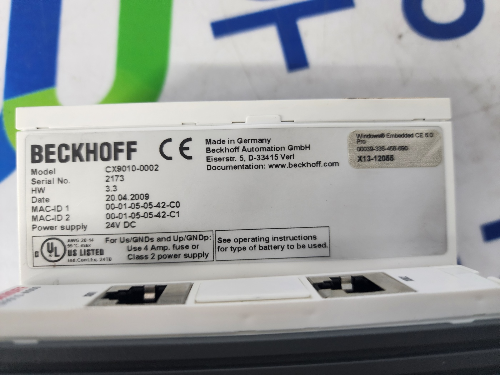 BECKHOFF CE
Made in Germany
Beckhoff Automation GmbH
Eiserstr. 5, D-33415 Verl
Documentation: www.beckhoff.com
Windows® Embedded CE 6.0
Pro
X13-12055
Model CX9010-0002
Serial No. 2173
HW 3.3
Date 20.04.2009
MAC-ID 1 00-01-05-05-42-C0
MAC-ID 2 00-01-05-05-42-C1
Power supply 24V DC
UL
US LISTED
For Us/GNDs and Up/GNDp:
Use 4 Amp. fuse or
Class 2 power supply
See operating instructions
for type of battery to be used.